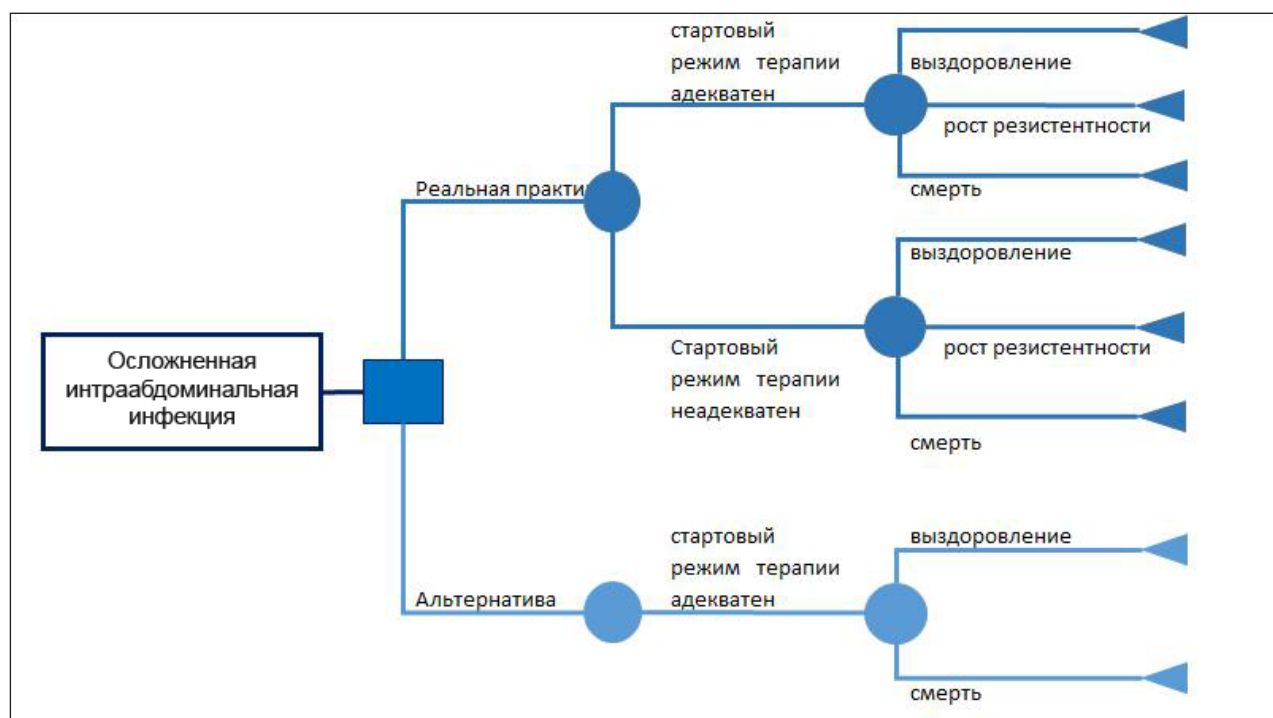 стартовый
режим терапии
адекватен
выздоровление
рост резистентности
смерть
Реальная практи
выздоровление
рост резистентности
Стартовый
режим терапии
неадекватен
смерть
Осложненная
интраабдоминальная
инфекция
стартовый
режим терапии
адекватен
выздоровление
Альтернатива
смерть